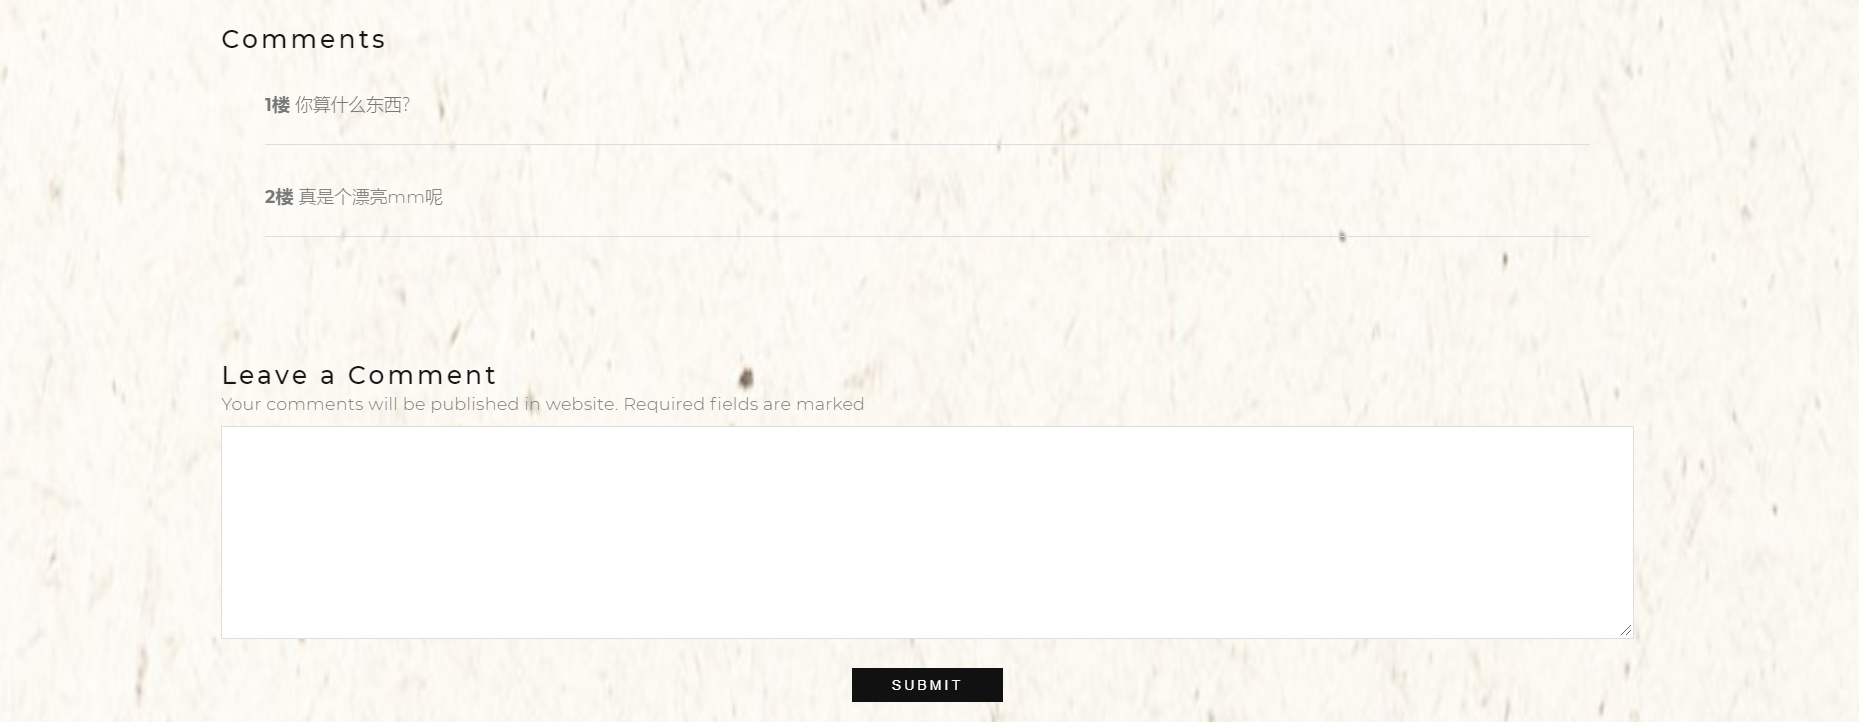 Comments
1楼 你算什么东西?
2楼 真是个漂亮mm呢
Leave a Comment
Your comments will be published in website. Required fields are marked
SUBMIT